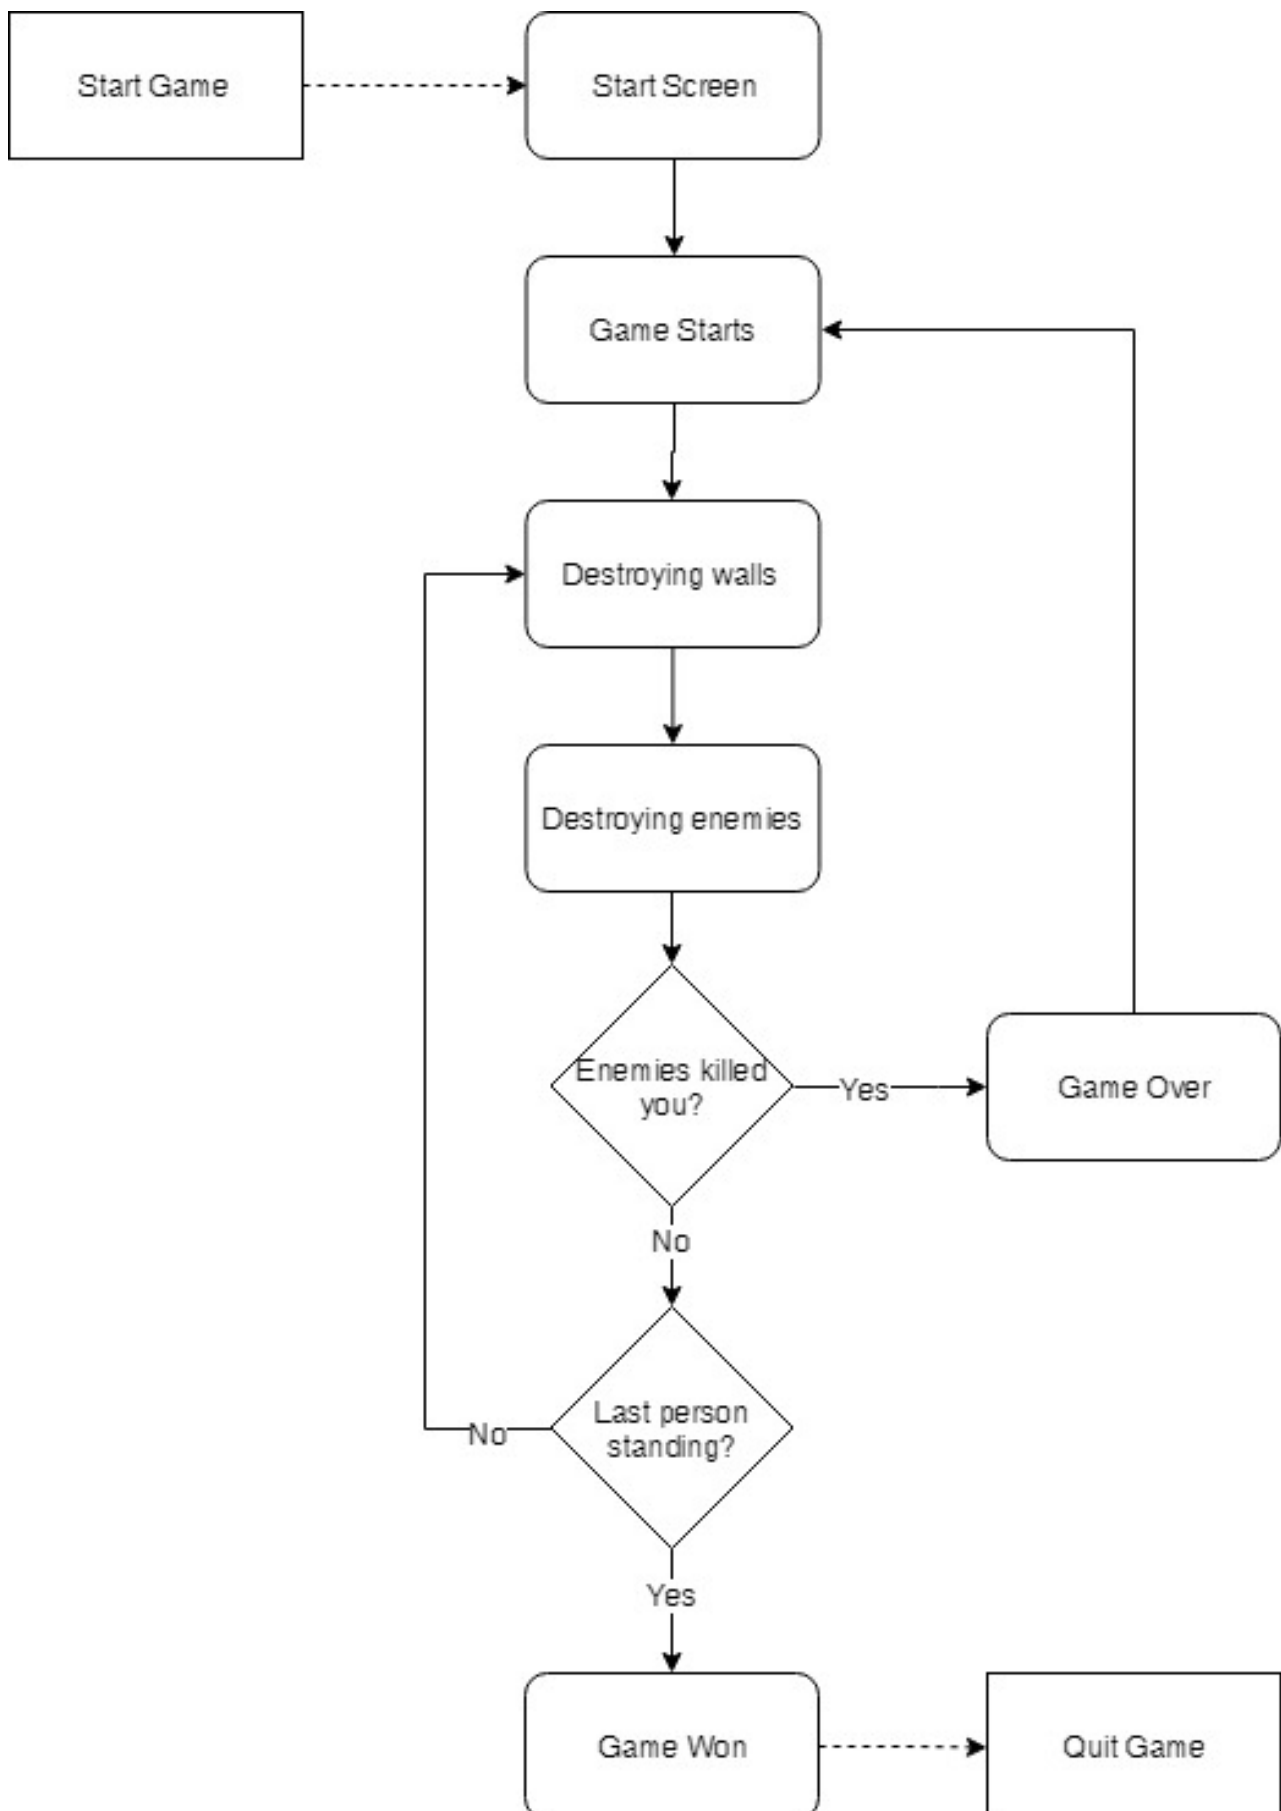 Start Game
Start Screen
Game Starts
Destroying walls
Destroying enemies
Enemies killed
you?
Yes
Game Over
No
Last person
standing?
No
Yes
Game Won
Quit Game